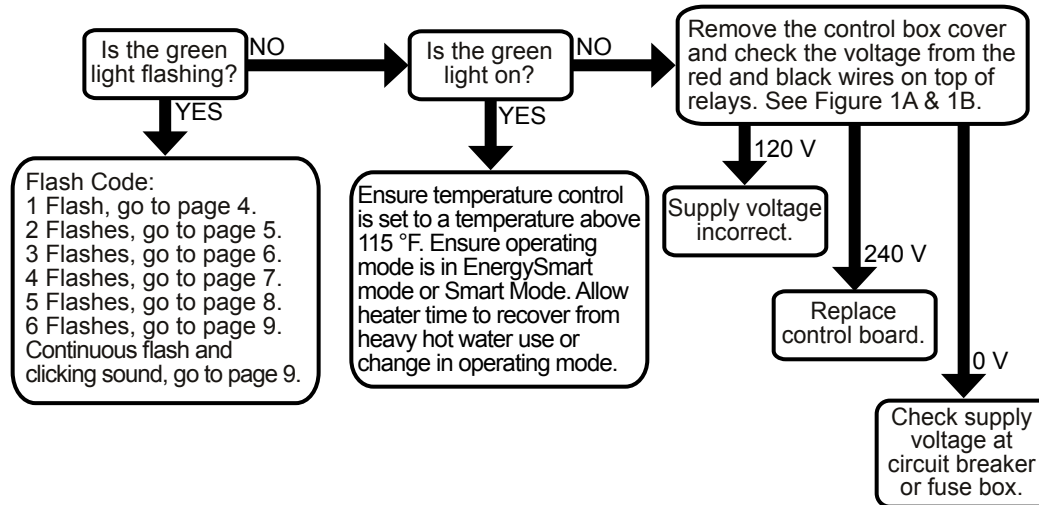 Is the green
light flashing?
NO
YES
Is the green
light on?
NO
YES
Remove the control box cover
and check the voltage from the
red and black wires on top of
relays. See Figure 1A & 1B.
120 V
240 V
0 V
Flash Code:
1 Flash, go to page 4.
2 Flashes, go to page 5.
3 Flashes, go to page 6.
4 Flashes, go to page 7.
5 Flashes, go to page 8.
6 Flashes, go to page 9.
Continuous flash and
clicking sound, go to page 9.
Ensure temperature control
is set to a temperature above
115 °F. Ensure operating
mode is in EnergySmart
mode or Smart Mode. Allow
heater time to recover from
heavy hot water use or
change in operating mode.
Supply voltage
incorrect.
Replace
control board.
Check supply
voltage at
circuit breaker
or fuse box.